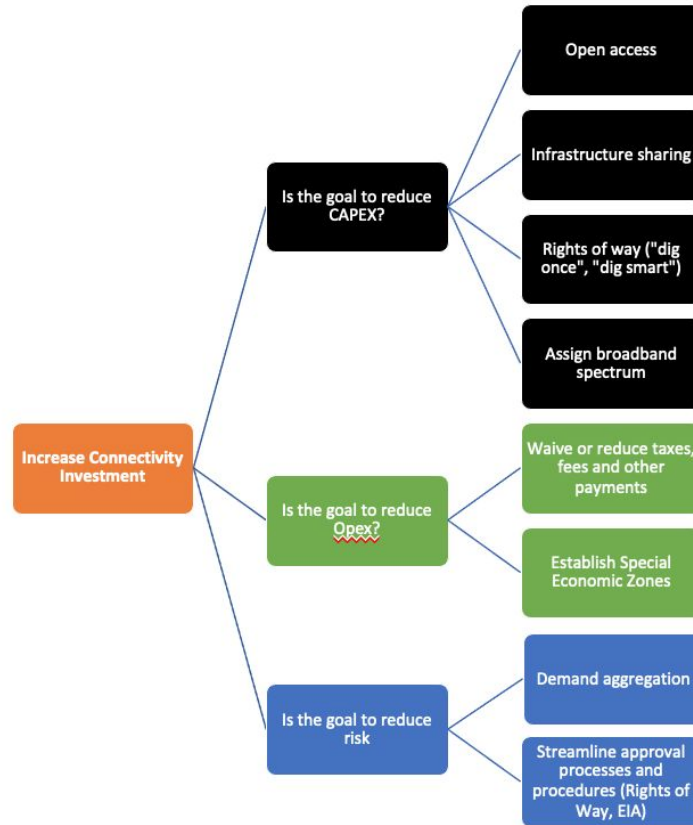 Open access
Infrastructure sharing
Is the goal to reduce
CAPEX?
Rights of way ("dig
once", "dig smart")
Assign broadband
spectrum
Increase Connectivity
Investment
Waive or reduce taxes,
fees and other
payments
Is the goal to reduce
Opex?
Establish Special
Economic Zones
Demand aggregation
Is the goal to reduce
risk
Streamline approval
processes and
procedures (Rights of
Way, EIA)